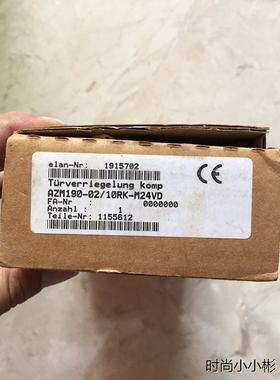 elan-Nr: 1915702
Türverriegelung komp
AZM190-02/10RK-M24VD
FA-Nr : 0000000
Anzahl : 1
Teile-Nr: 1155612
CE
时尚小小彬